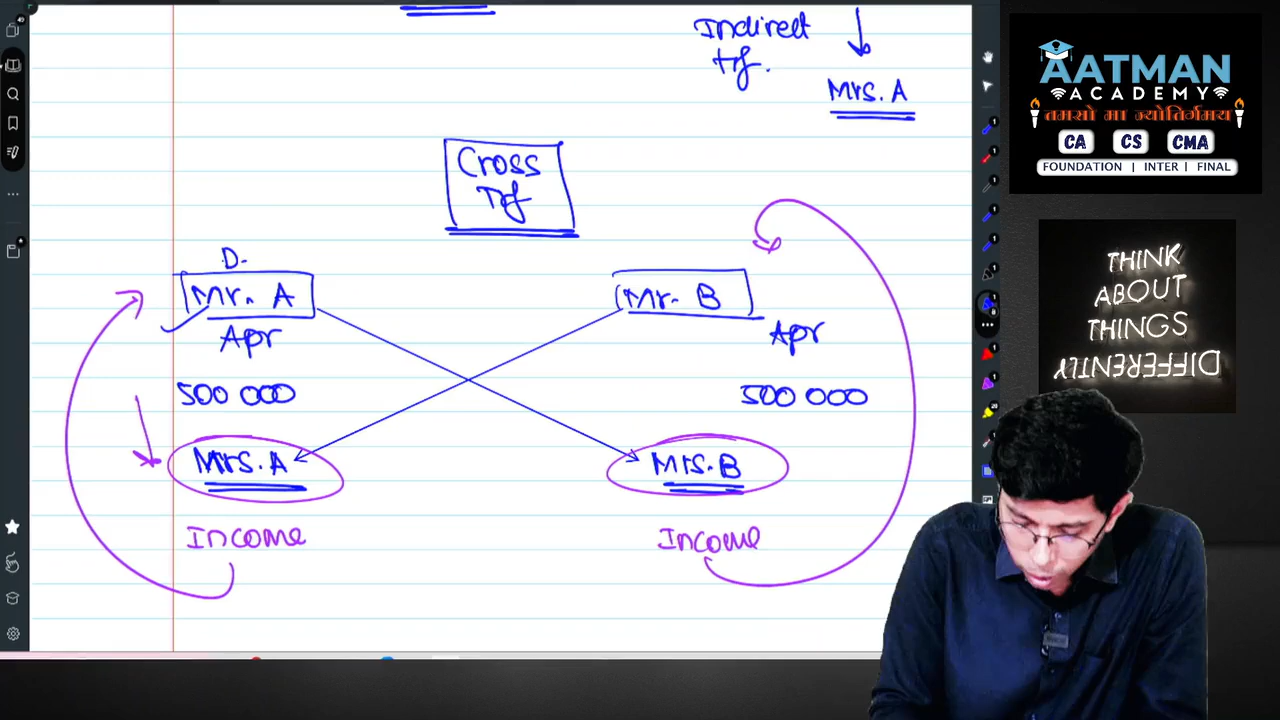 Indirect
trf.
Mrs. A
Cross
Trf
D.
Mr. A
Mr. B
Apr
Apr
500 000
500 000
Mrs. A
Mrs. B
Income
Income
AATMAN
ACADEMY
तमसो मा ज्योतिर्गमय
CA CS CMA
FOUNDATION | INTER | FINAL
THINK
ABOUT
THINGS
DIFFERENTLY